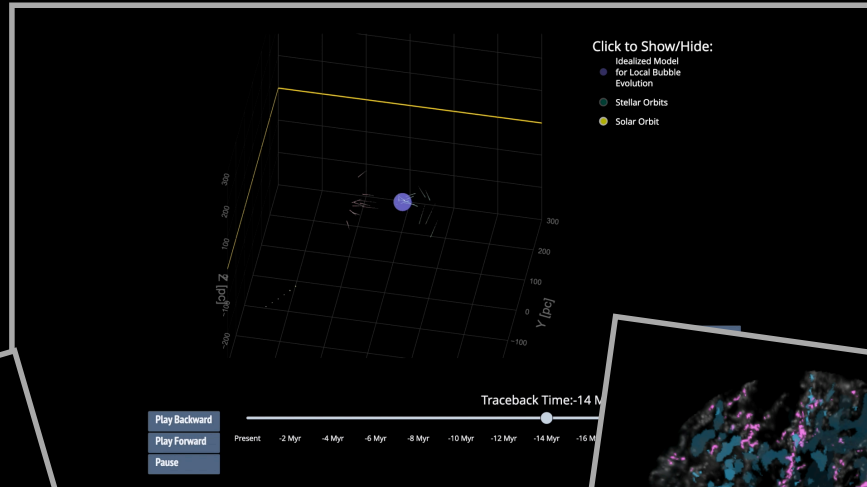 Click to Show/Hide:
Idealized Model
for Local Bubble
Evolution
Stellar Orbits
Solar Orbit
300
200
100
Z [pc]
-100
-200
300
200
100
0
Y [pc]
-100
Traceback Time:-14 M
Play Backward
Play Forward
Pause
Present
-2 Myr
-4 Myr
-6 Myr
-8 Myr
-10 Myr
-12 Myr
-14 Myr
-16 M